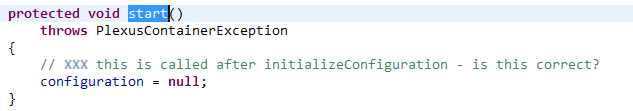 protected void start()
    throws PlexusContainerException
{
    // XXX this is called after initializeConfiguration - is this correct?
    configuration = null;
}